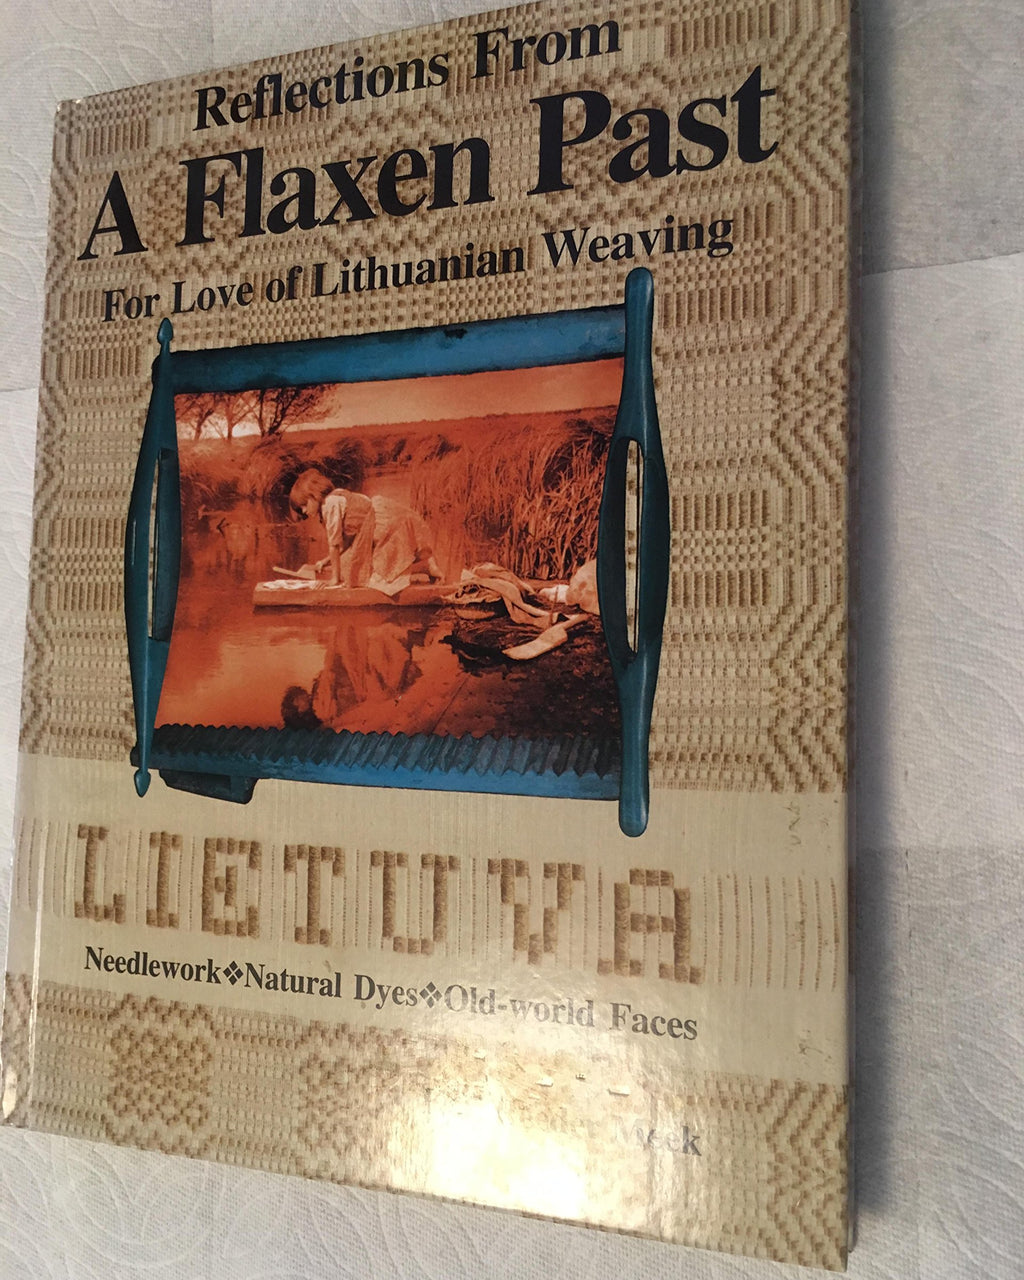 Reflections From
A Flaxen Past
For Love of Lithuanian Weaving
LIETUVA
Needlework❖Natural Dyes❖Old-world Faces
Meek